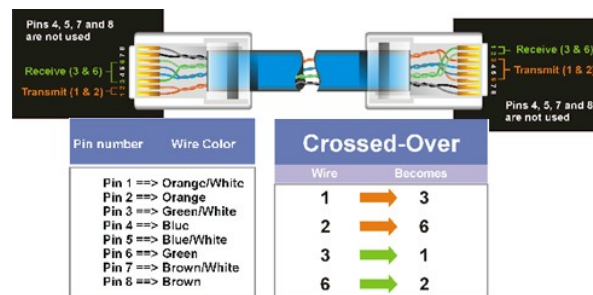 Pins 4, 5, 7 and 8
are not used
Receive (3 & 6)
Transmit (1 & 2)
Receive (3 & 6)
Transmit (1 & 2)
Pins 4, 5, 7 and 8
are not used
Pin number Wire Color
Pin 1 ==> Orange/White
Pin 2 ==> Orange
Pin 3 ==> Green/White
Pin 4 ==> Blue
Pin 5 ==> Blue/White
Pin 6 ==> Green
Pin 7 ==> Brown/White
Pin 8 ==> Brown
Crossed-Over
Wire Becomes
1 3
2 6
3 1
6 2